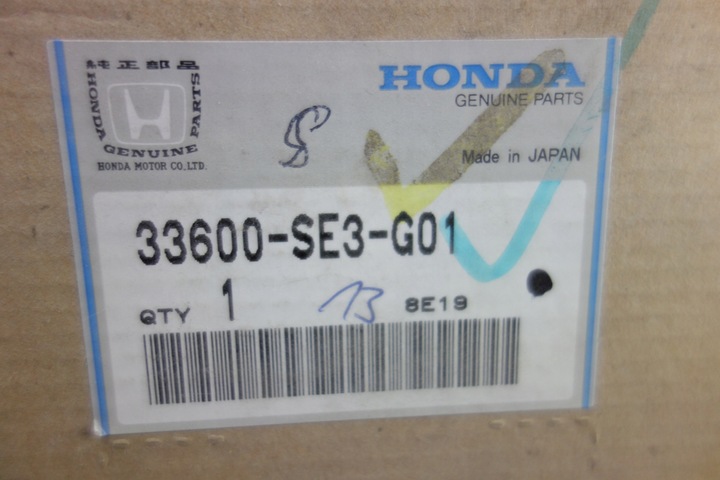 純正部品
HONDA
PARTS
GENUINE
HONDA MOTOR CO.,LTD.
HONDA
GENUINE PARTS
Made in JAPAN
33600-SE3-G01
QTY 1
13
8E19